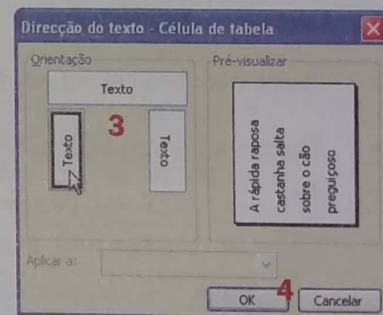 Direcção do texto - Célula de tabela
Orientação
Texto
Texto
3
Texto
Pré-visualizar
A rápida raposa
castanha salta
sobre o cão
preguiçoso
Aplicar a:
4
OK
Cancelar